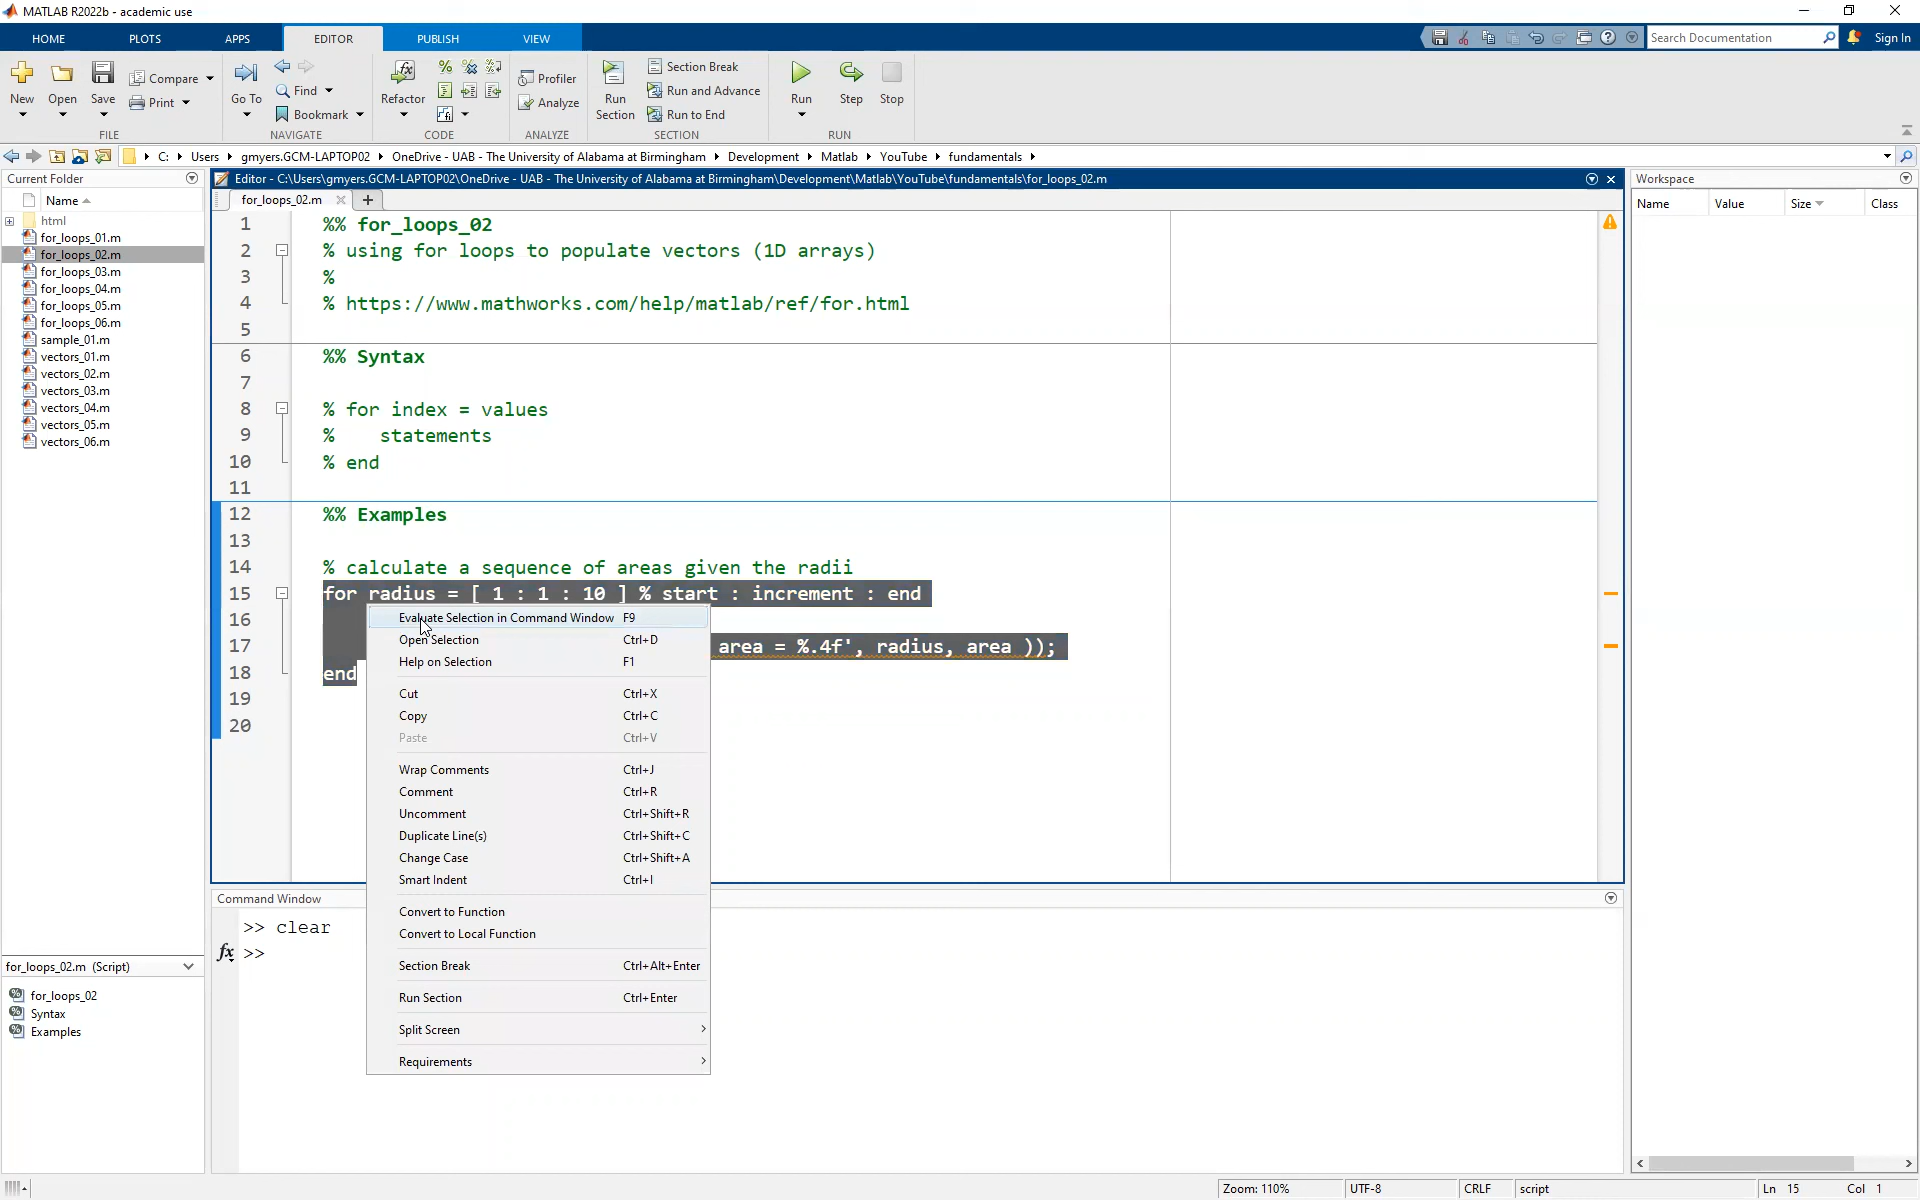 MATLAB R2022b - academic use
HOME PLOTS APPS EDITOR PUBLISH VIEW
Search Documentation
Sign In
New Open Save Compare Print
FILE
Go To Find Bookmark
NAVIGATE
Refactor
CODE
Profiler
Analyze
ANALYZE
Run Section
Section Break
Run and Advance
Run to End
SECTION
Run Step Stop
RUN
C: Users gmyers.GCM-LAPTOP02 OneDrive - UAB - The University of Alabama at Birmingham Development Matlab YouTube fundamentals
Current Folder
Name
html
for_loops_01.m
for_loops_02.m
for_loops_03.m
for_loops_04.m
for_loops_05.m
for_loops_06.m
sample_01.m
vectors_01.m
vectors_02.m
vectors_03.m
vectors_04.m
vectors_05.m
vectors_06.m
for_loops_02.m (Script)
for_loops_02
Syntax
Examples
Editor - C:\Users\gmyers.GCM-LAPTOP02\OneDrive - UAB - The University of Alabama at Birmingham\Development\Matlab\YouTube\fundamentals\for_loops_02.m
for_loops_02.m
1 %% for_loops_02
2 % using for loops to populate vectors (1D arrays)
3 %
4 % https://www.mathworks.com/help/matlab/ref/for.html
5
6 %% Syntax
7
8 % for index = values
9 %    statements
10 % end
11
12 %% Examples
13
14 % calculate a sequence of areas given the radii
15 for radius = [ 1 : 1 : 10 ] % start : increment : end
16
17 area = %.4f', radius, area ));
18 end
19
20
Evaluate Selection in Command Window F9
Open Selection Ctrl+D
Help on Selection F1
Cut Ctrl+X
Copy Ctrl+C
Paste Ctrl+V
Wrap Comments Ctrl+J
Comment Ctrl+R
Uncomment Ctrl+Shift+R
Duplicate Line(s) Ctrl+Shift+C
Change Case Ctrl+Shift+A
Smart Indent Ctrl+I
Convert to Function
Convert to Local Function
Section Break Ctrl+Alt+Enter
Run Section Ctrl+Enter
Split Screen
Requirements
Command Window
>> clear
fx >>
Workspace
Name Value Size Class
Zoom: 110% UTF-8 CRLF script Ln 15 Col 1